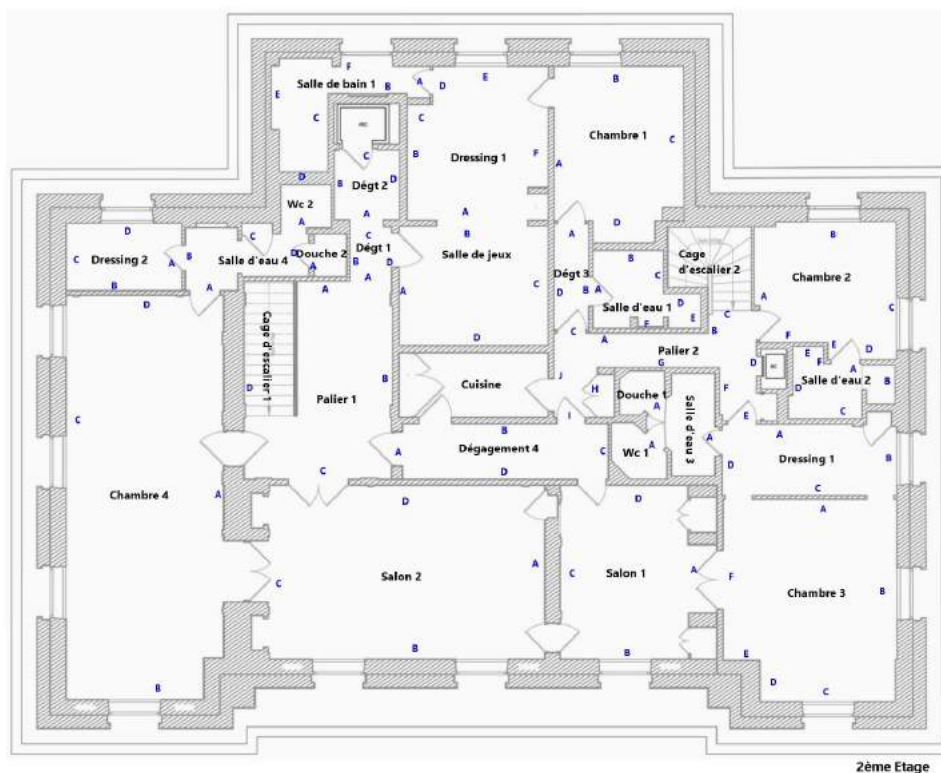 F
E
B
Salle de bain 1
A
D
E
B
C
C
Chambre 1
C
C
B
Dressing 1
F
A
D
B
D
Dégt 2
Wc 2
A
A
A
D
A
D
C
B
C
Dressing 2
A
B
Salle d'eau 4
D
Douche 2
A
Dégt 1
B
D
Salle de jeux
C
Dégt 3
B
C
Cage
d'escalier 2
B
Chambre 2
B
A
D
A
A
A
D
B
A
Salle d'eau 1
D
E
F
C
A
C
D
C
A
B
Palier 2
F
E
D
C
D
Cage d'escalier 1
B
Cuisine
J
H
G
Douche 1
A
D
F
E
F
A
Salle d'eau 2
B
D
C
Palier 1
I
Wc 1
A
Salle d'eau 3
A
F
E
C
A
B
Dégagement 4
D
C
D
Dressing 1
B
C
A
Chambre 4
A
C
D
D
Salon 2
C
A
C
Salon 1
A
F
Chambre 3
B
B
B
B
E
D
C
2ème Etage